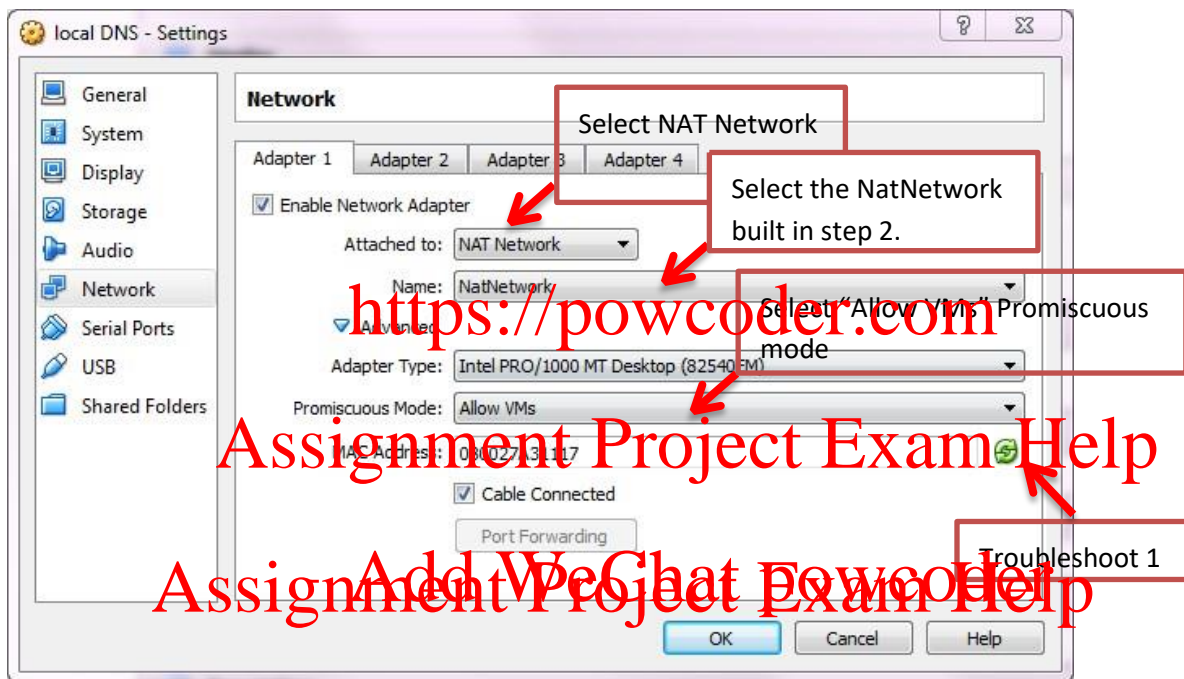 local DNS - Settings
General
System
Display
Storage
Audio
Network
Serial Ports
USB
Shared Folders
Network
Select NAT Network
Adapter 1
Adapter 2
Adapter 3
Adapter 4
Select the NatNetwork
built in step 2.
Enable Network Adapter
Attached to:
NAT Network
Name:
NatNetwork
https://powcoder.com
Select “Allow VMs” Promiscuous
mode
Advanced
Adapter Type:
Intel PRO/1000 MT Desktop (82540EM)
Promiscuous Mode:
Allow VMs
Assignment Project Exam Help
MAC Address:
080027A31117
Cable Connected
Port Forwarding
Troubleshoot 1
Add WeChat powcoder
Assignment Project Exam Help
OK
Cancel
Help